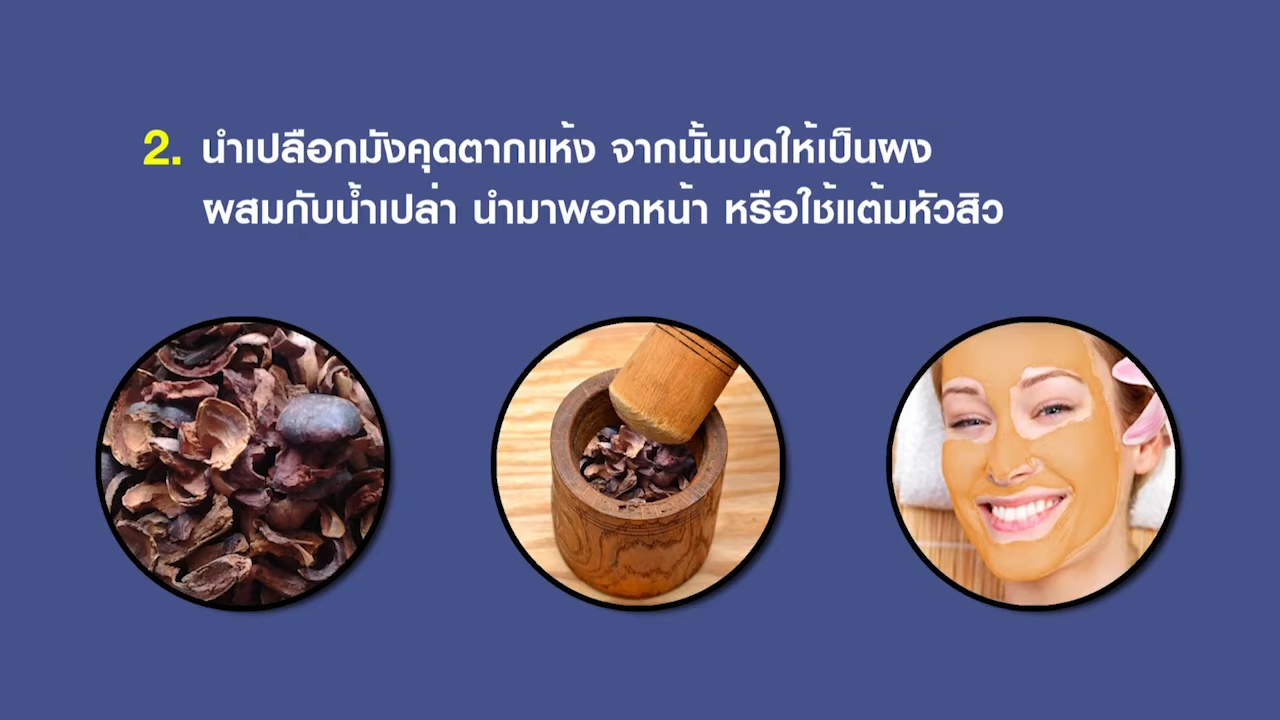 2. นำเปลือกมังคุดตากแห้ง จากนั้นบดให้เป็นผง
ผสมกับน้ำเปล่า นำมาพอกหน้า หรือใช้แต้มหัวสิว